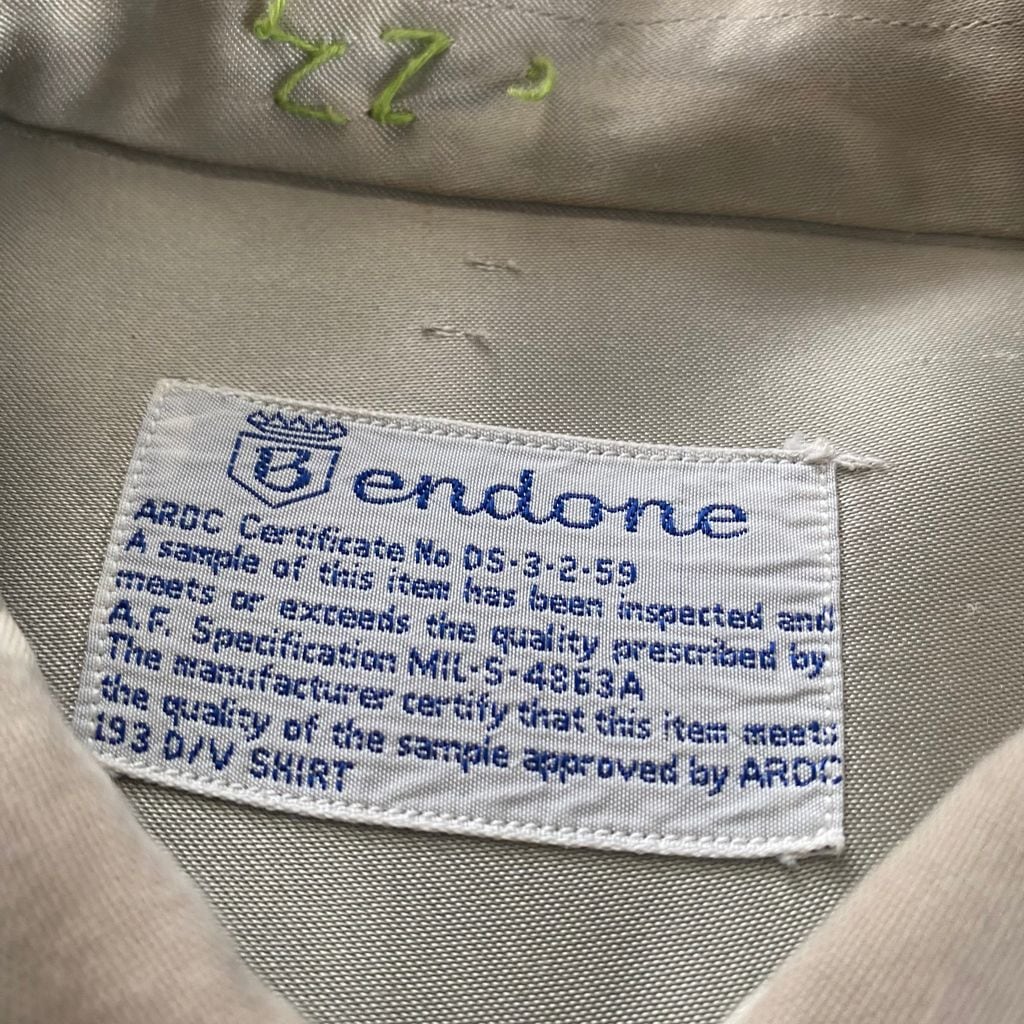 Bendone
ARDC Certificate No DS-3-2-59
A sample of this item has been inspected and
meets or exceeds the quality prescribed by
A.F. Specification MIL-S-4863A
The manufacturer certify that this item meets
the quality of the sample approved by ARDC
193 D/V SHIRT